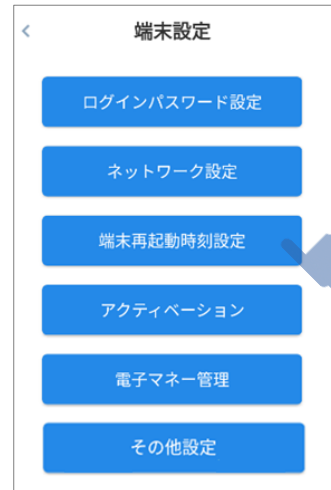 端末設定
ログインパスワード設定
ネットワーク設定
端末再起動時刻設定
アクティベーション
電子マネー管理
その他設定